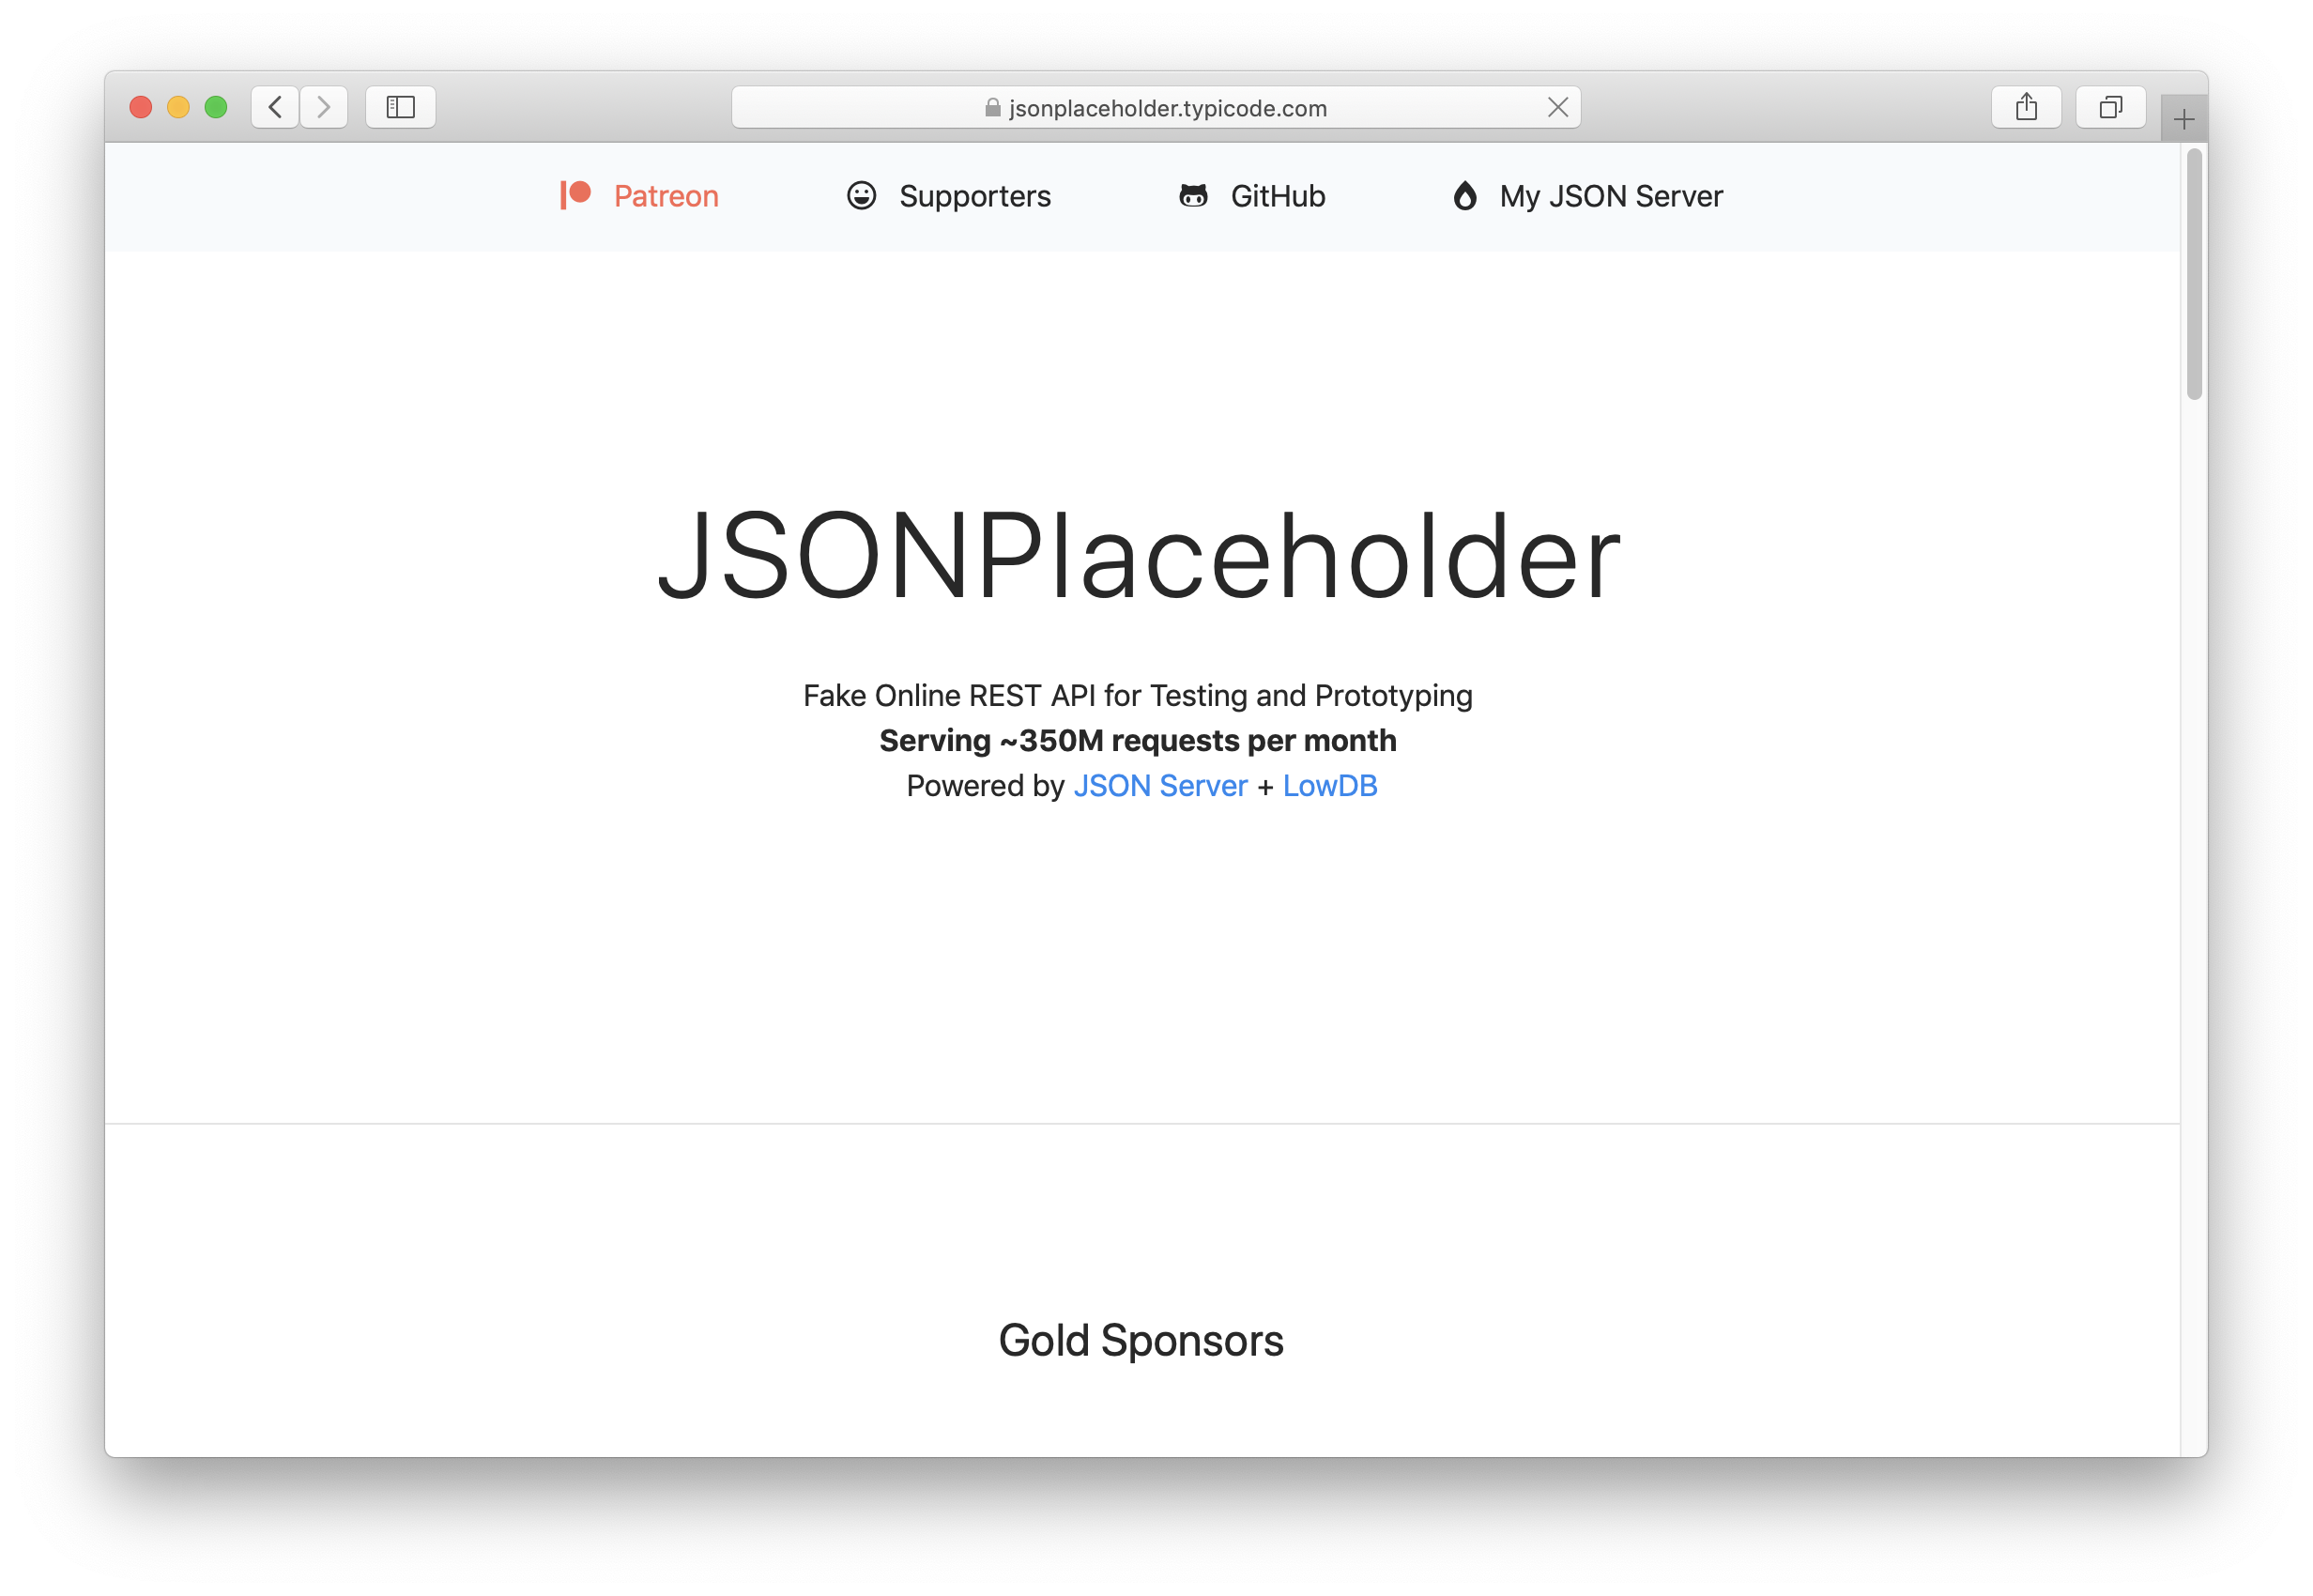 jsonplaceholder.typicode.com
Patreon Supporters GitHub My JSON Server
JSONPlaceholder
Fake Online REST API for Testing and Prototyping
Serving ~350M requests per month
Powered by JSON Server + LowDB
Gold Sponsors